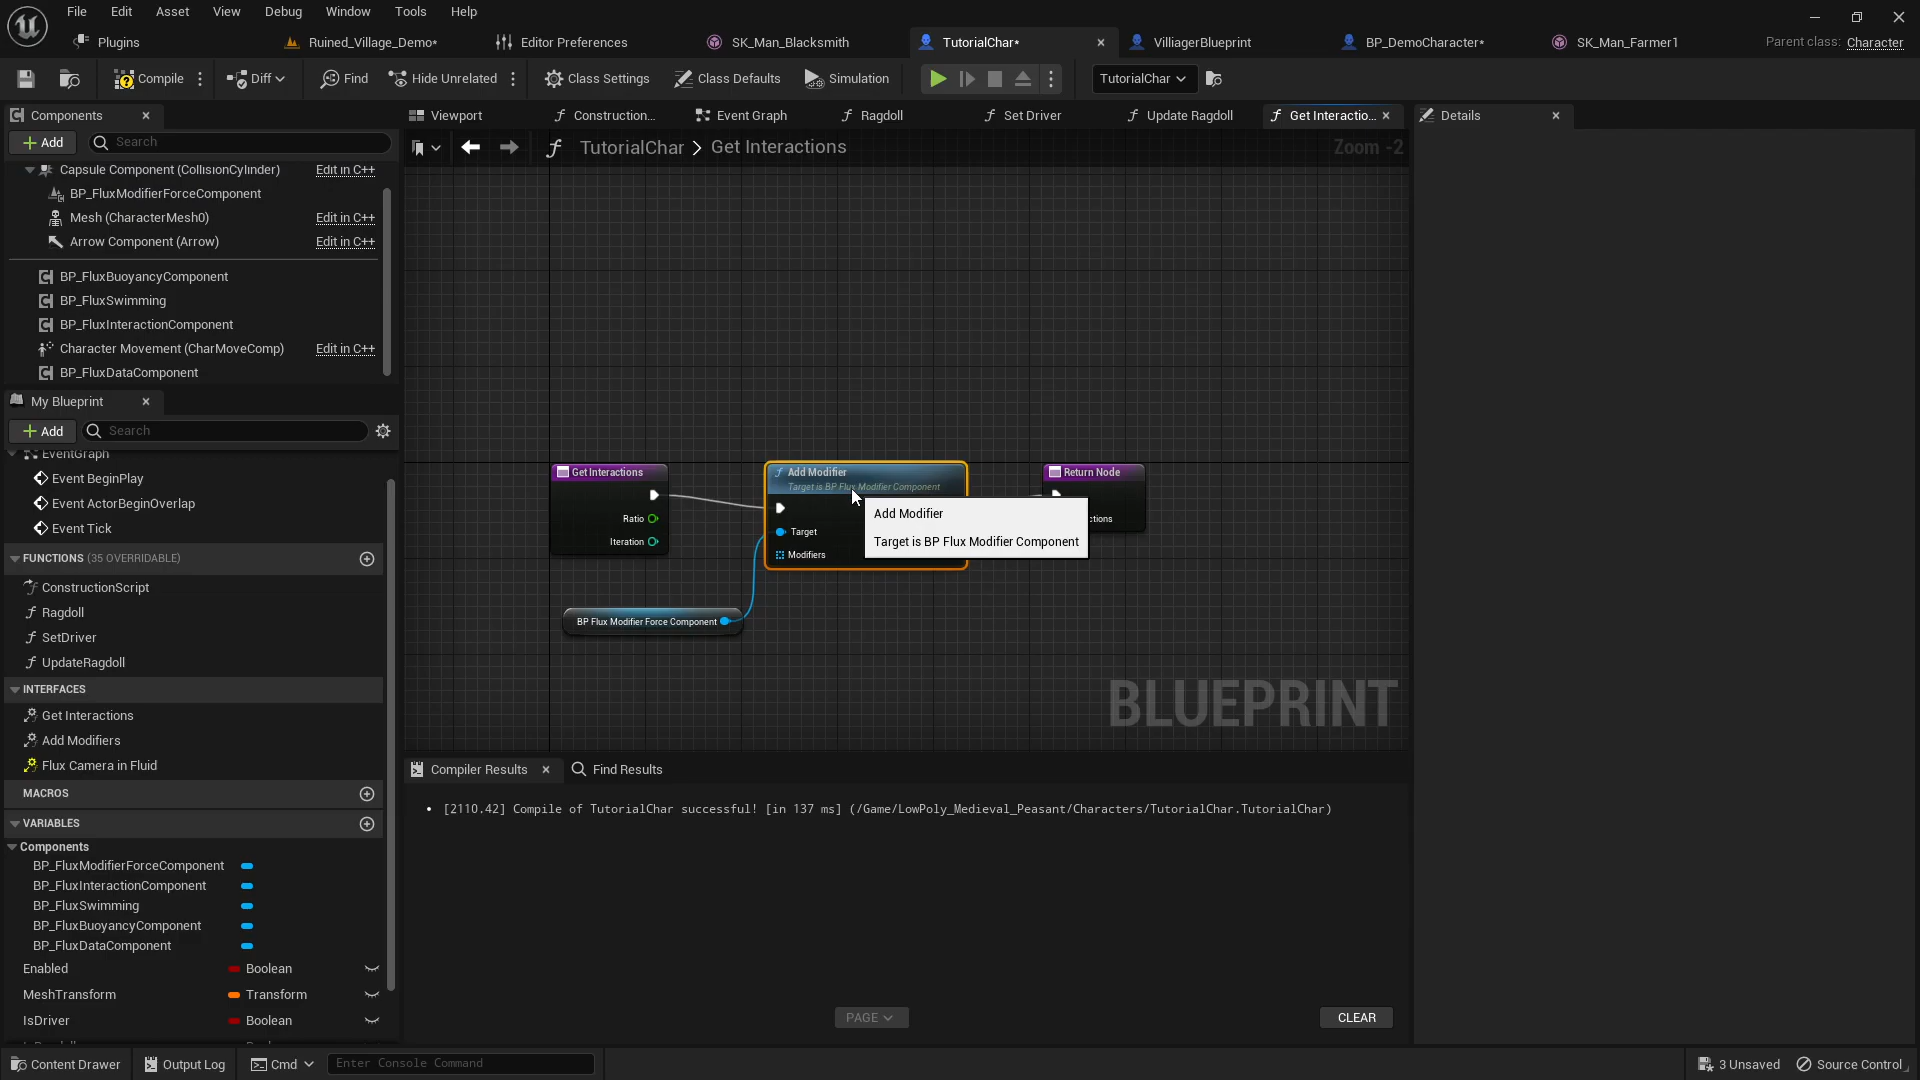 File Edit Asset View Debug Window Tools Help
Plugins Ruined_Village_Demo* Editor Preferences SK_Man_Blacksmith TutorialChar* VilliagerBlueprint BP_DemoCharacter* SK_Man_Farmer1 Parent class: Character
Compile Diff Find Hide Unrelated Class Settings Class Defaults Simulation TutorialChar
Components
Viewport Construction... Event Graph Ragdoll Set Driver Update Ragdoll Get Interactio... Details
Add Search
TutorialChar > Get Interactions Zoom -2
Capsule Component (CollisionCylinder) Edit in C++
BP_FluxModifierForceComponent
Mesh (CharacterMesh0) Edit in C++
Arrow Component (Arrow) Edit in C++
BP_FluxBuoyancyComponent
BP_FluxSwimming
BP_FluxInteractionComponent
Character Movement (CharMoveComp) Edit in C++
BP_FluxDataComponent
My Blueprint
Add Search
EventGraph
Event BeginPlay
Event ActorBeginOverlap
Event Tick
FUNCTIONS (35 OVERRIDABLE)
ConstructionScript
Ragdoll
SetDriver
UpdateRagdoll
INTERFACES
Get Interactions
Add Modifiers
Flux Camera in Fluid
MACROS
VARIABLES
Components
BP_FluxModifierForceComponent
BP_FluxInteractionComponent
BP_FluxSwimming
BP_FluxBuoyancyComponent
BP_FluxDataComponent
Enabled Boolean
MeshTransform Transform
IsDriver Boolean
Get Interactions
Ratio
Iteration
Add Modifier
Target is BP Flux Modifier Component
Target
Modifiers
Return Node
ctions
Add Modifier
Target is BP Flux Modifier Component
BP Flux Modifier Force Component
BLUEPRINT
Compiler Results Find Results
[2110.42] Compile of TutorialChar successful! [in 137 ms] (/Game/LowPoly_Medieval_Peasant/Characters/TutorialChar.TutorialChar)
PAGE CLEAR
Content Drawer Output Log Cmd Enter Console Command 3 Unsaved Source Control